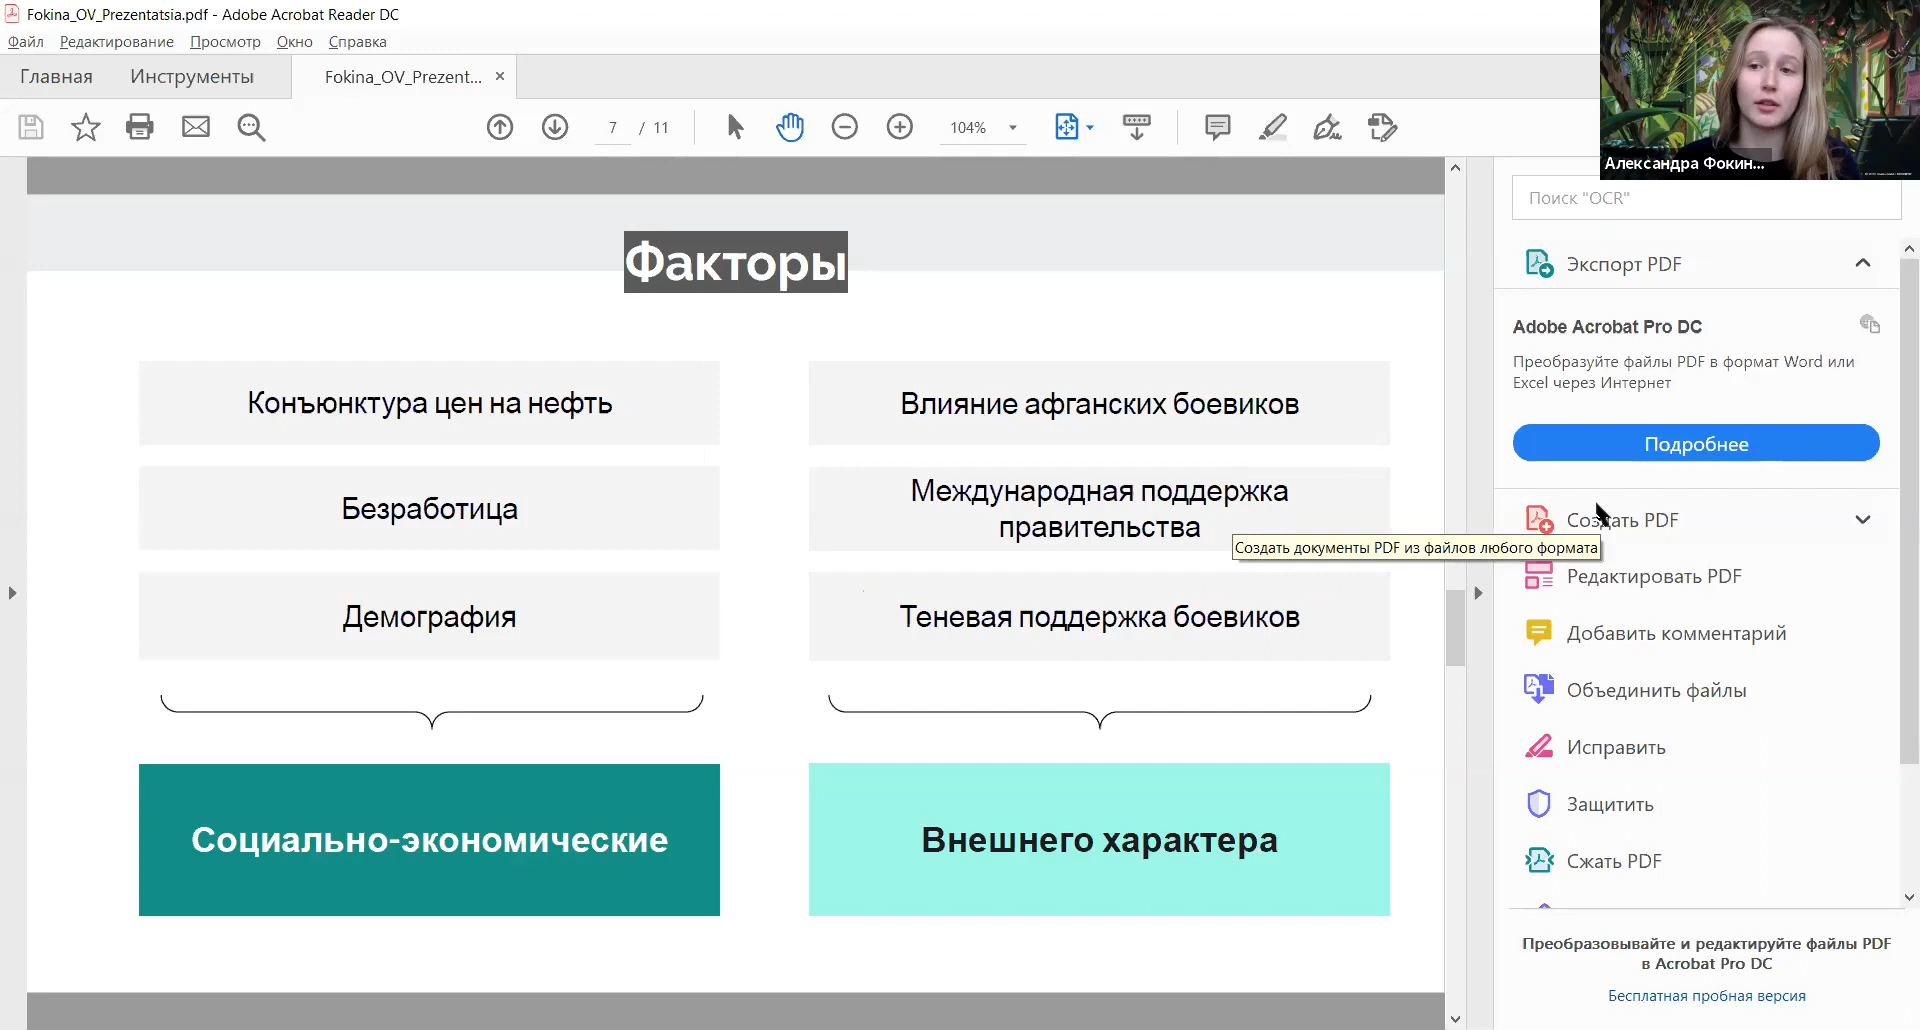 Fokina_OV_Prezentatsia.pdf - Adobe Acrobat Reader DC
Файл Редактирование Просмотр Окно Справка
Главная Инструменты Fokina_OV_Prezent... ×
7 / 11 104%
Александра Фокин...
Поиск "OCR"
Факторы
Экспорт PDF
Adobe Acrobat Pro DC
Преобразуйте файлы PDF в формат Word или
Excel через Интернет
Подробнее
Конъюнктура цен на нефть
Безработица
Демография
Социально-экономические
Влияние афганских боевиков
Международная поддержка
правительства
Теневая поддержка боевиков
Внешнего характера
Создать PDF
Создать документы PDF из файлов любого формата
Редактировать PDF
Добавить комментарий
Объединить файлы
Исправить
Защитить
Сжать PDF
Преобразовывайте и редактируйте файлы PDF
в Acrobat Pro DC
Бесплатная пробная версия